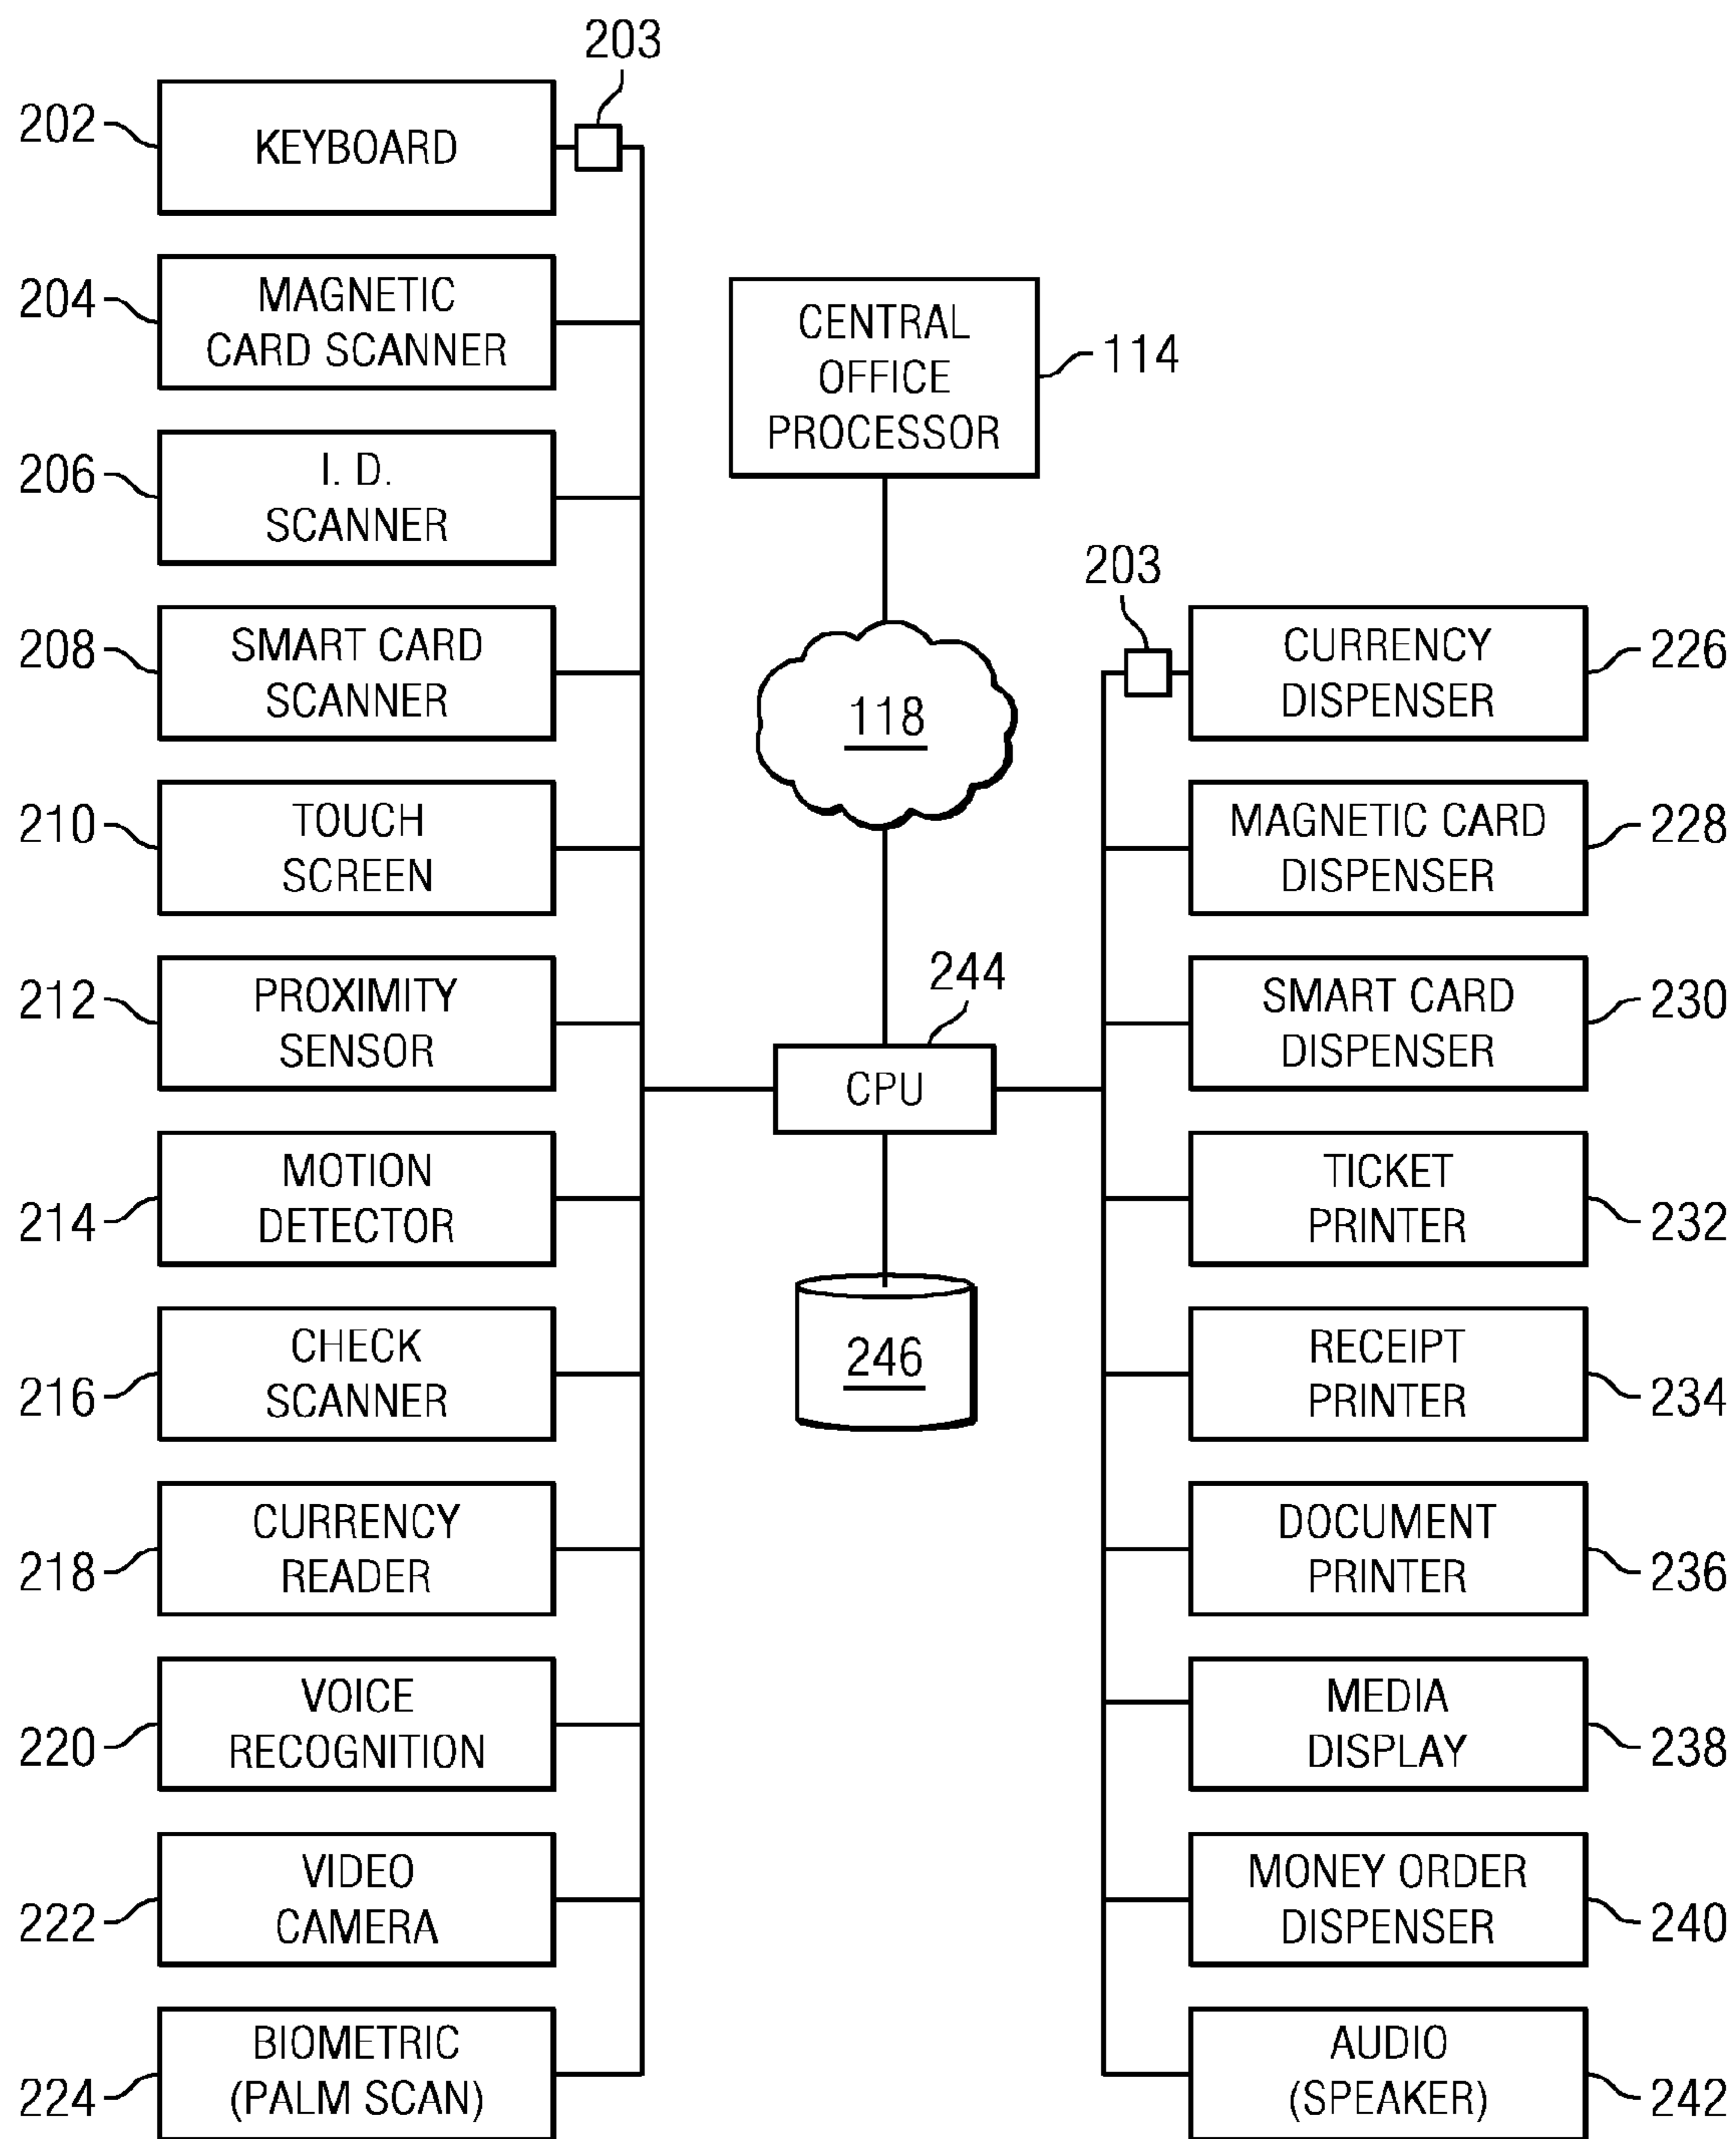 203
202
KEYBOARD
204
MAGNETIC
CARD SCANNER
206
I. D.
SCANNER
208
SMART CARD
SCANNER
210
TOUCH
SCREEN
212
PROXIMITY
SENSOR
214
MOTION
DETECTOR
216
CHECK
SCANNER
218
CURRENCY
READER
220
VOICE
RECOGNITION
222
VIDEO
CAMERA
224
BIOMETRIC
(PALM SCAN)
CENTRAL
OFFICE
PROCESSOR
114
118
244
CPU
246
203
CURRENCY
DISPENSER
226
MAGNETIC CARD
DISPENSER
228
SMART CARD
DISPENSER
230
TICKET
PRINTER
232
RECEIPT
PRINTER
234
DOCUMENT
PRINTER
236
MEDIA
DISPLAY
238
MONEY ORDER
DISPENSER
240
AUDIO
(SPEAKER)
242